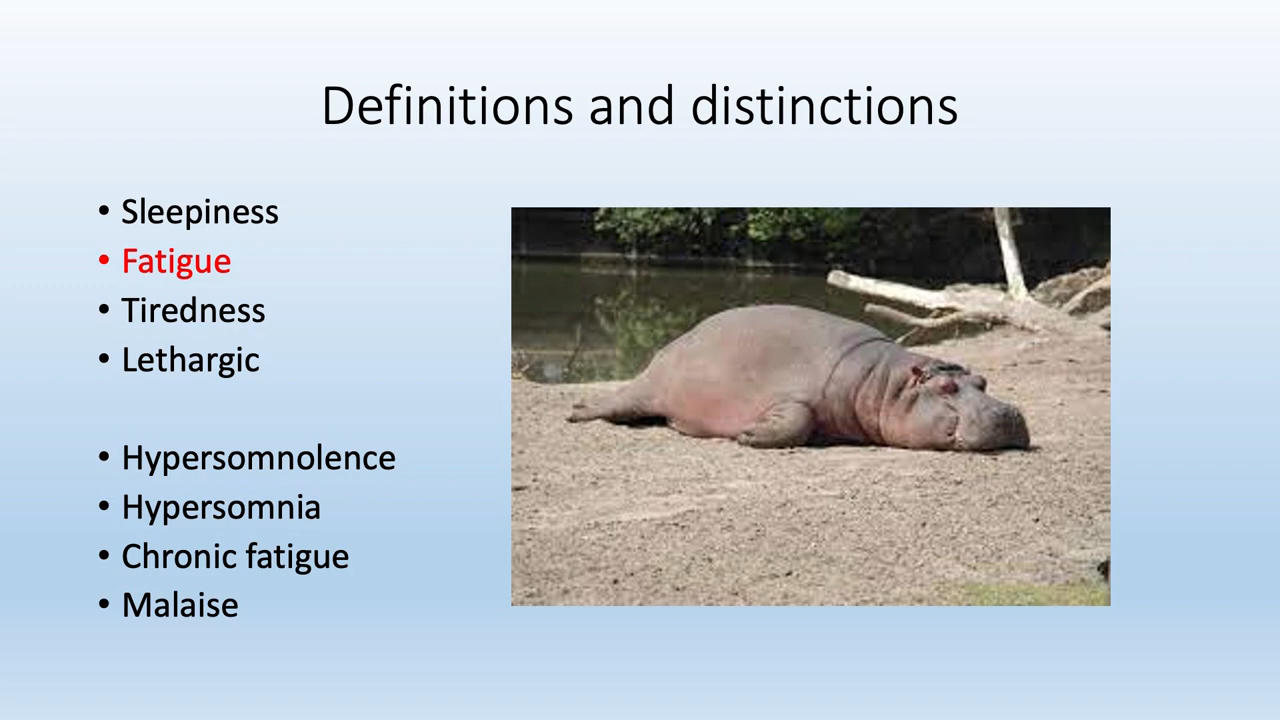 Definitions and distinctions
• Sleepiness
• Fatigue
• Tiredness
• Lethargic
• Hypersomnolence
• Hypersomnia
• Chronic fatigue
• Malaise